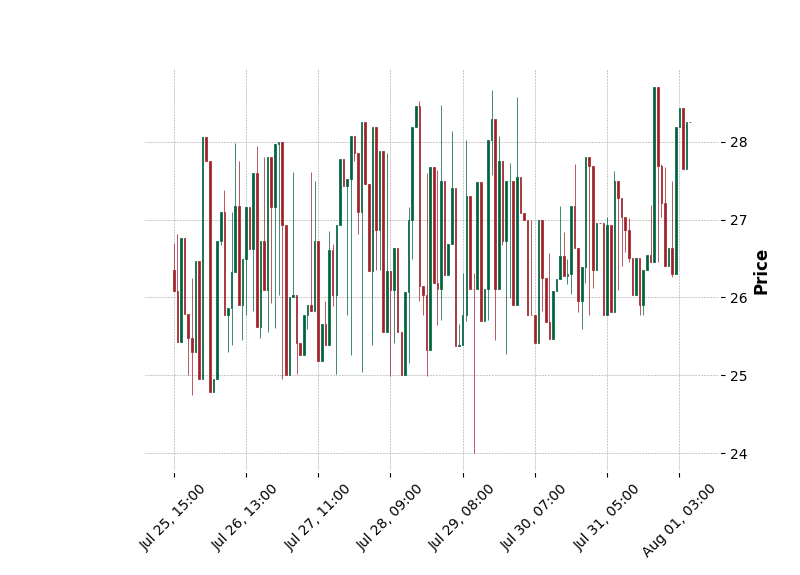 28
27
26
25
24
Price
Jul 25, 15:00
Jul 26, 13:00
Jul 27, 11:00
Jul 28, 09:00
Jul 29, 08:00
Jul 30, 07:00
Jul 31, 05:00
Aug 01, 03:00